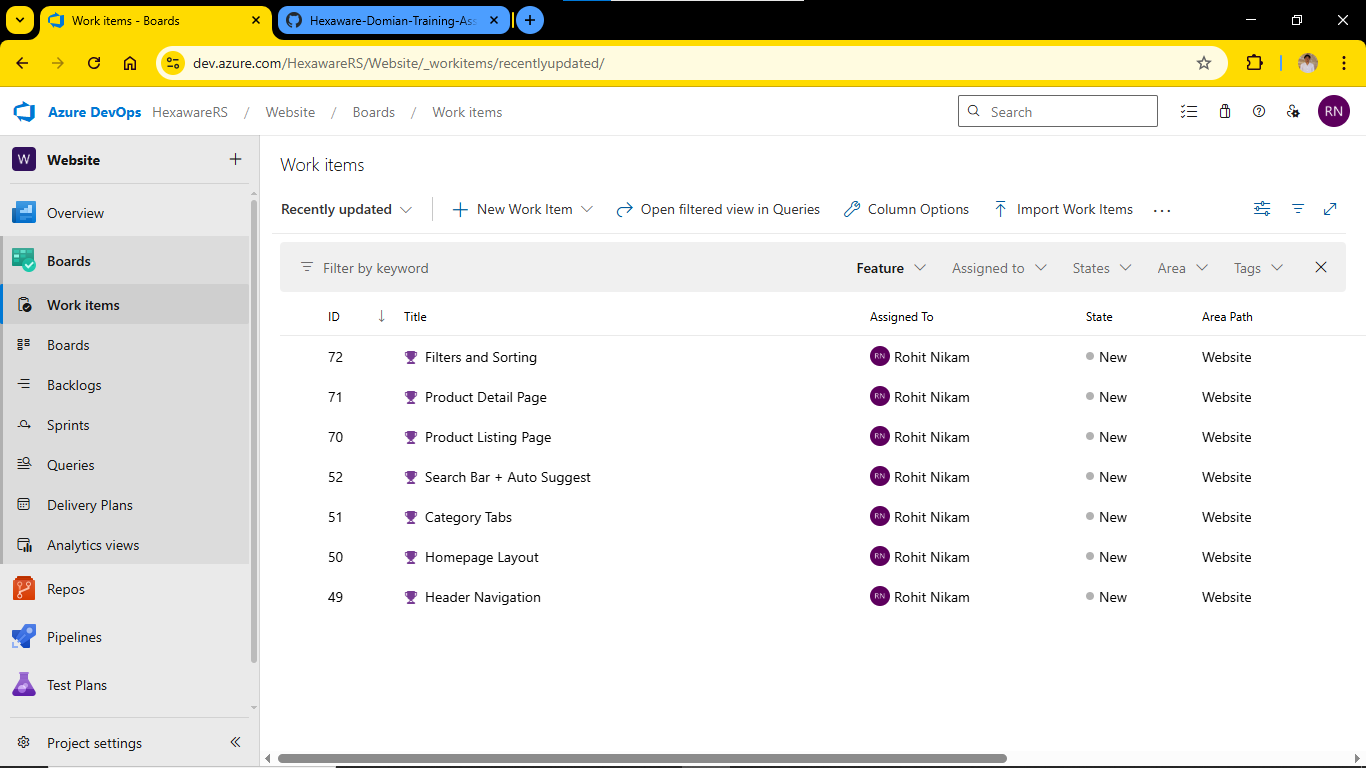 Work items - Boards
Hexaware-Domian-Training-Ass
dev.azure.com/HexawareRS/Website/_workitems/recentlyupdated/
Azure DevOps HexawareRS / Website / Boards / Work items
Search
RN
W Website
Overview
Boards
Work items
Boards
Backlogs
Sprints
Queries
Delivery Plans
Analytics views
Repos
Pipelines
Test Plans
Project settings
Work items
Recently updated New Work Item Open filtered view in Queries Column Options Import Work Items ...
Filter by keyword Feature Assigned to States Area Tags
ID Title Assigned To State Area Path
72 Filters and Sorting RN Rohit Nikam New Website
71 Product Detail Page RN Rohit Nikam New Website
70 Product Listing Page RN Rohit Nikam New Website
52 Search Bar + Auto Suggest RN Rohit Nikam New Website
51 Category Tabs RN Rohit Nikam New Website
50 Homepage Layout RN Rohit Nikam New Website
49 Header Navigation RN Rohit Nikam New Website